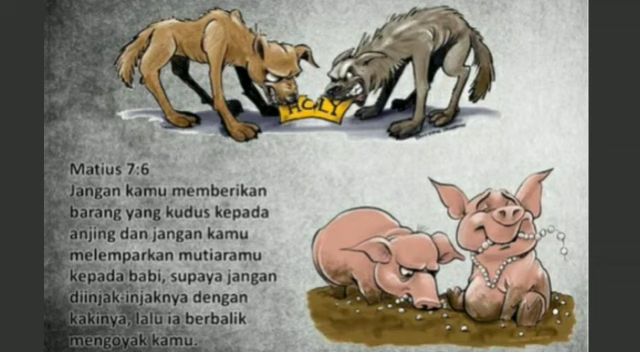 HOLY
Matius 7:6
Jangan kamu memberikan
barang yang kudus kepada
anjing dan jangan kamu
melemparkan mutiaramu
kepada babi, supaya jangan
diinjak-injaknya dengan
kakinya, lalu ia berbalik
mengoyak kamu.